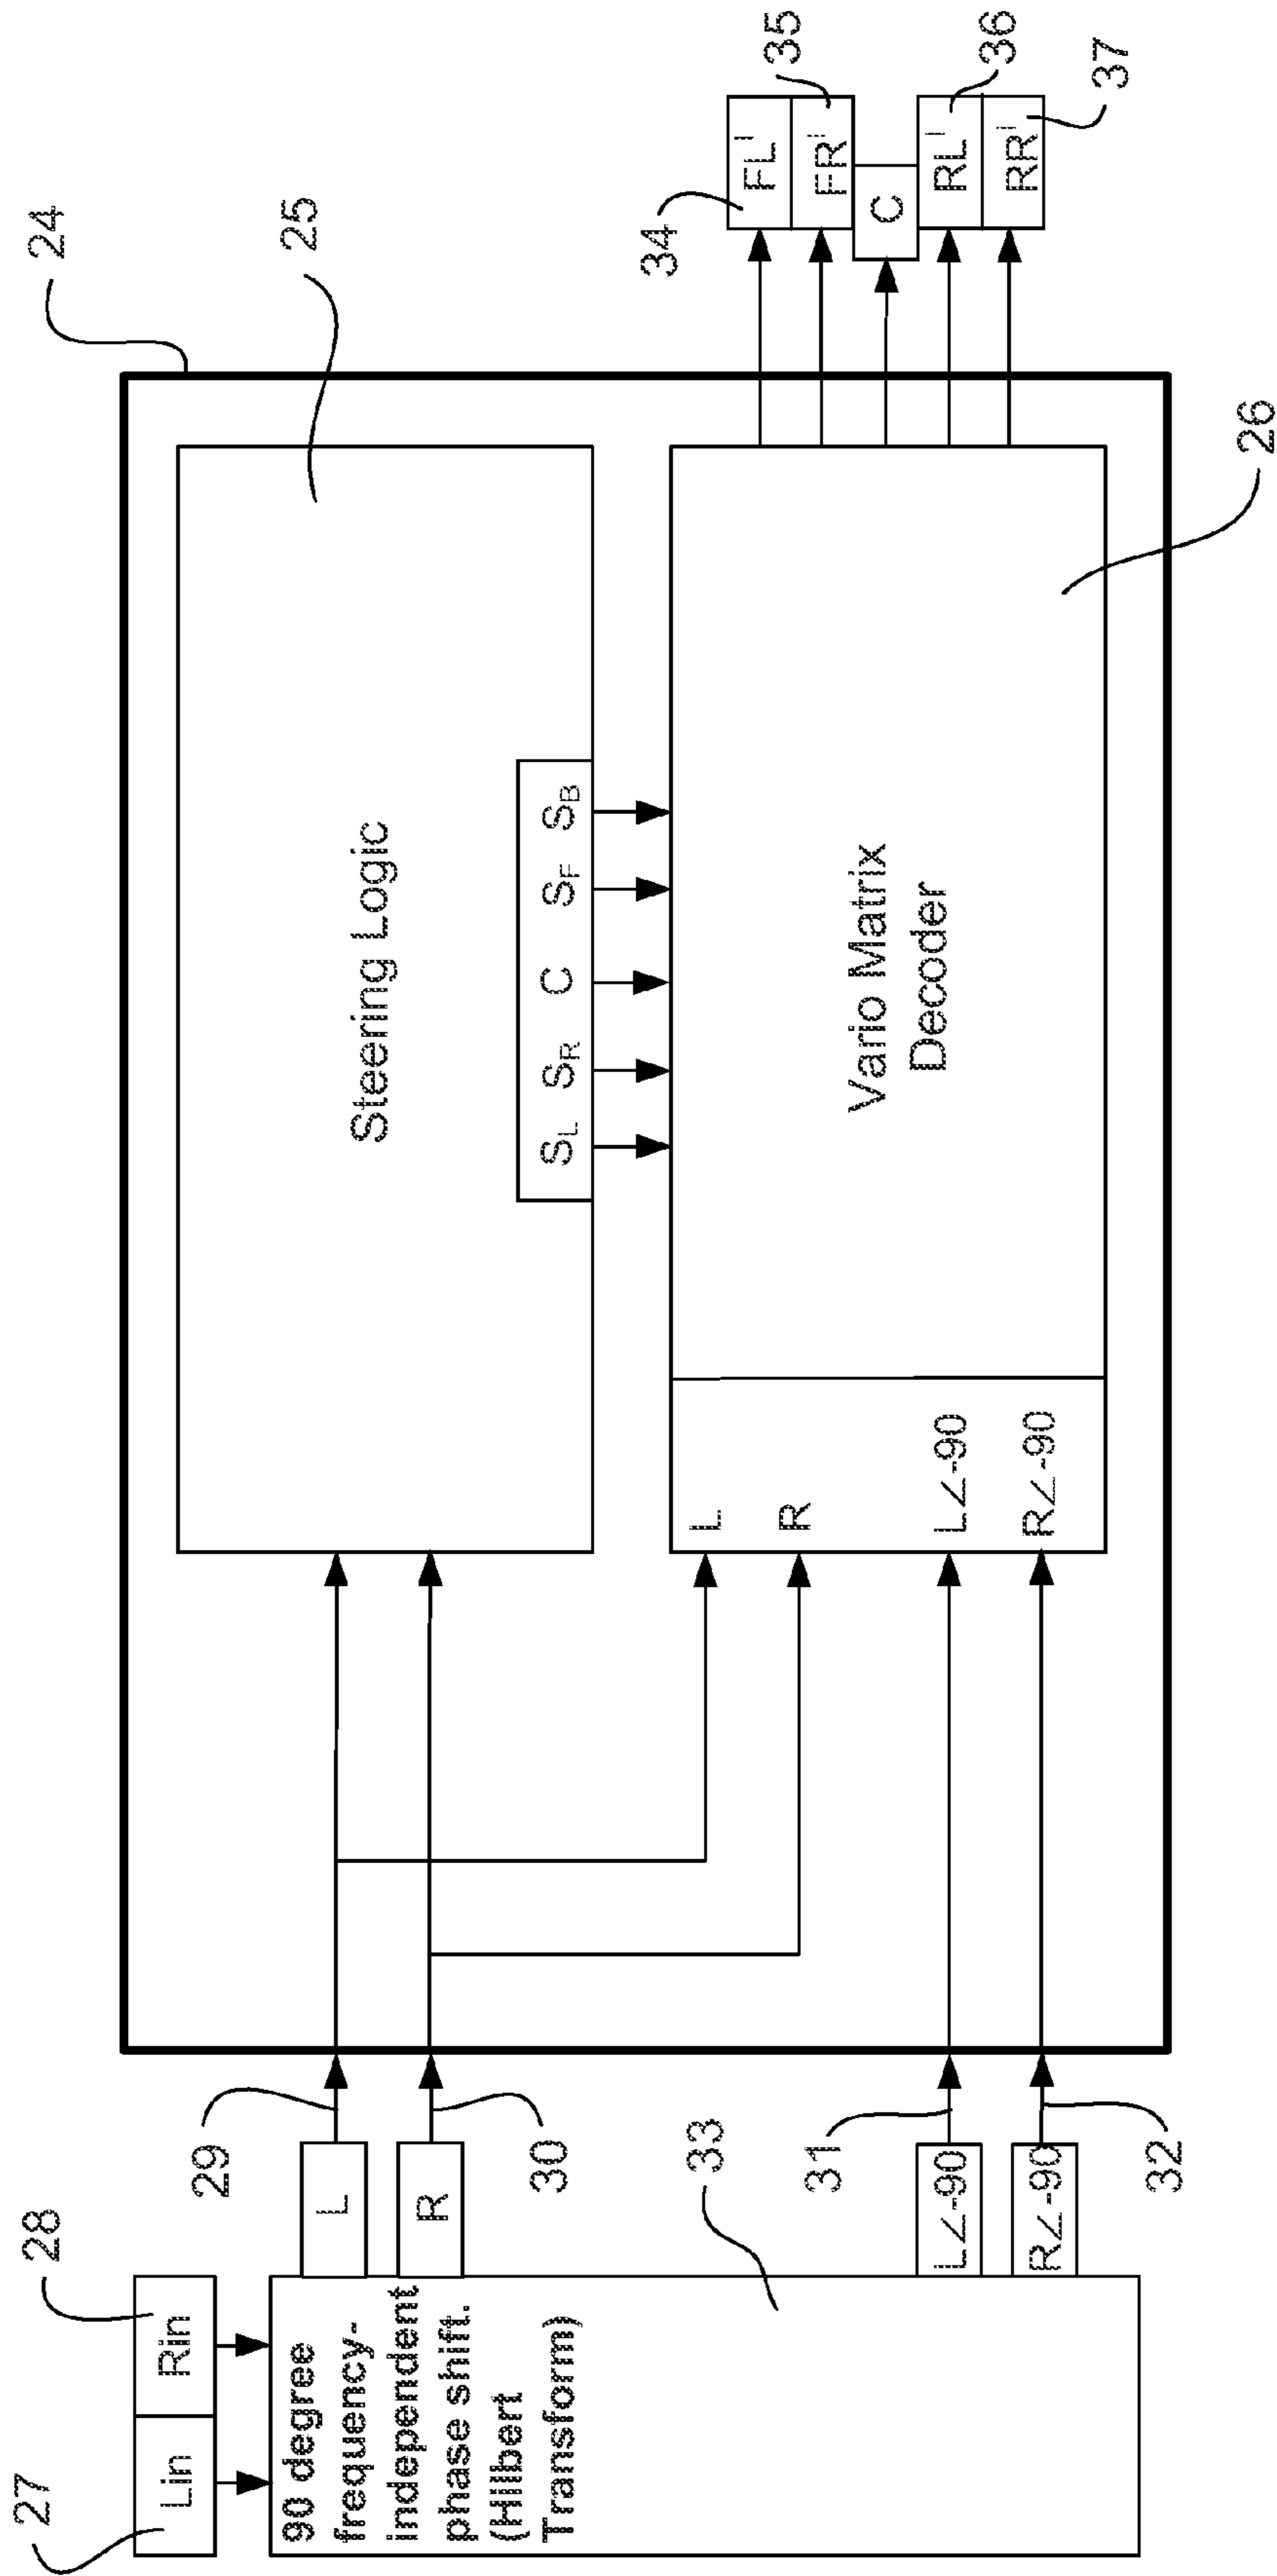 24
25
Steering Logic
SL SR C SF SB
Vario Matrix
Decoder
26
L
R
L∠-90
R∠-90
34
FL'
FR'
35
C
RL'
36
RR'
37
27
Lin
Rin
28
90 degree
frequency-
independent
phase shift.
(Hilbert
Transform)
33
L
29
R
30
L∠-90
31
R∠-90
32